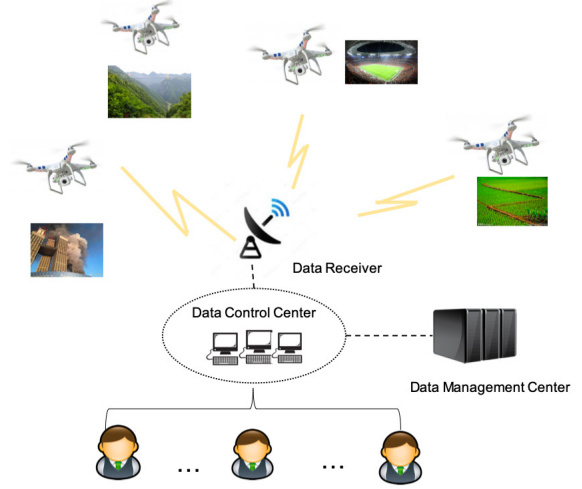 Data Receiver
Data Control Center
Data Management Center
... ...